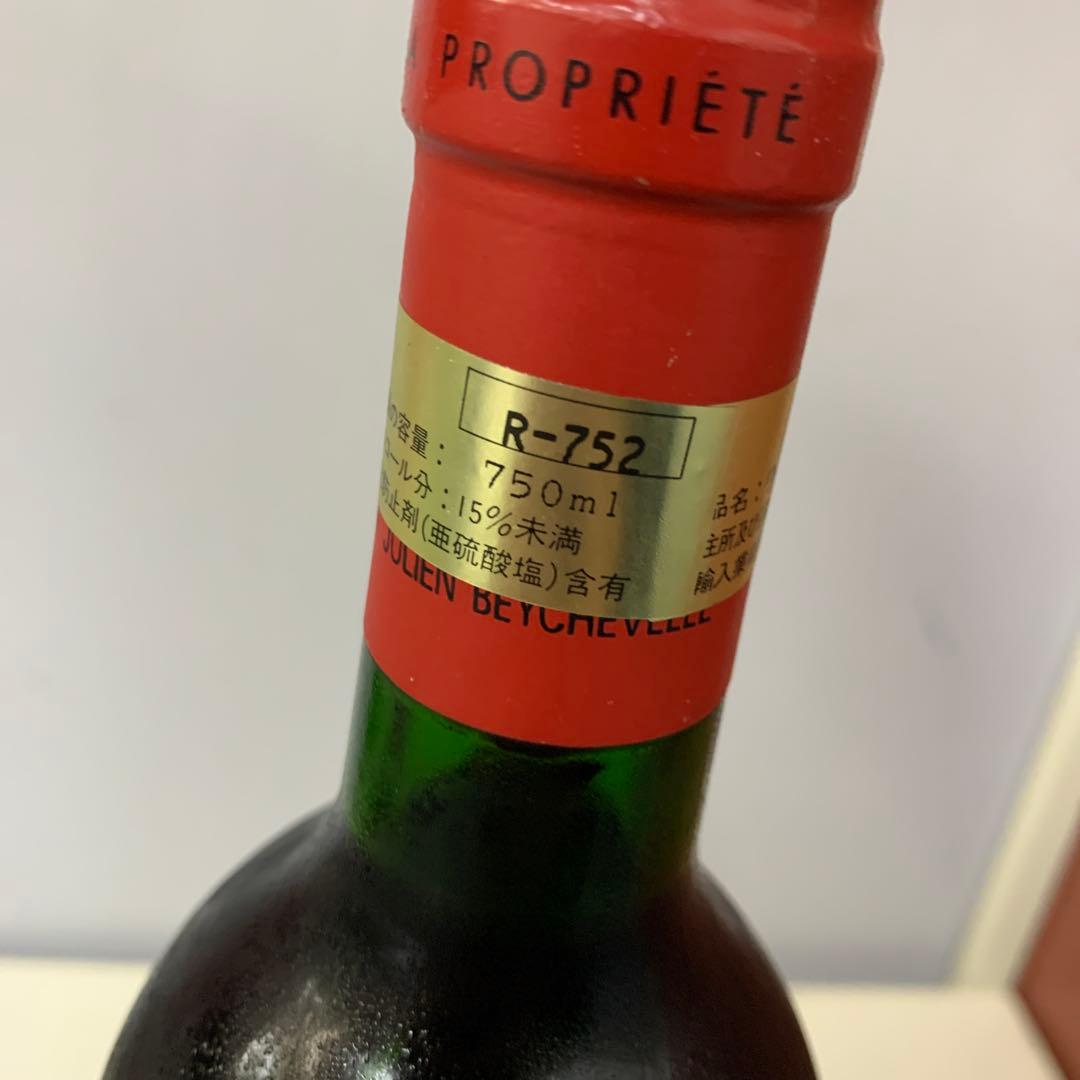 A PROPRIÉTÉ
R-752
の容量： 750ml
ール分：15%未満
防止剤(亜硫酸塩)含有
品名：
主所及び
輸入業
JULIEN BEYCHEVELLE